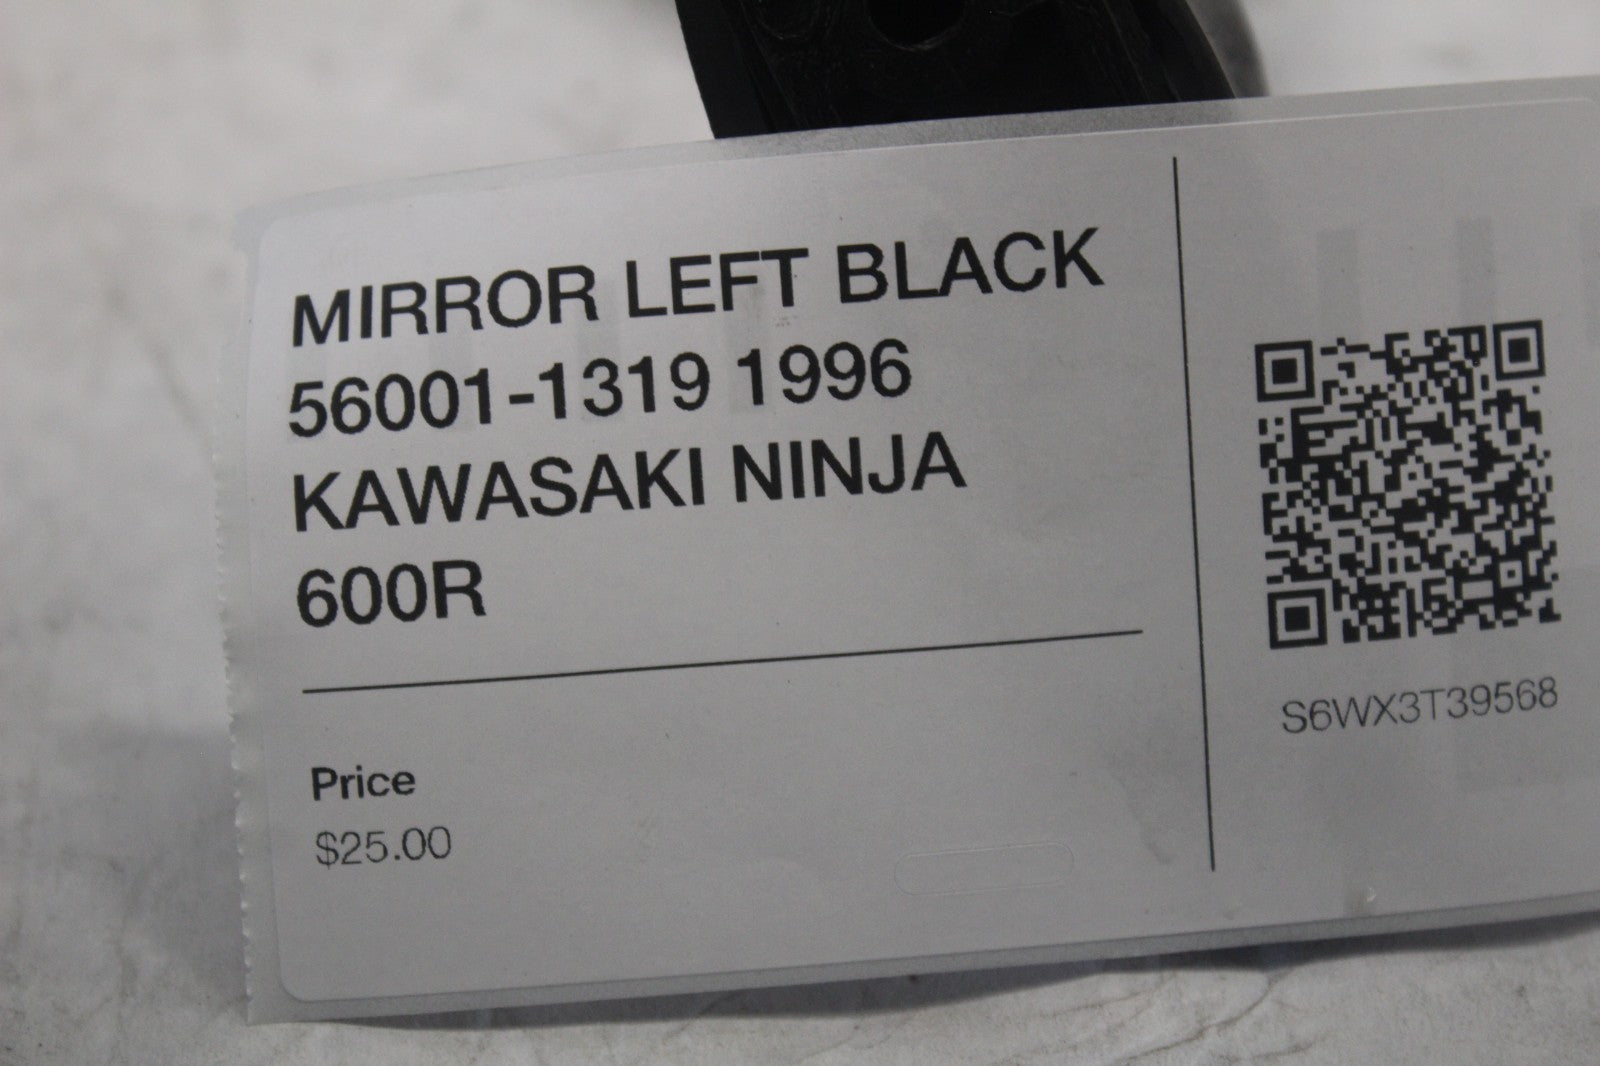 MIRROR LEFT BLACK
56001-1319 1996
KAWASAKI NINJA
600R
Price
$25.00
S6WX3T39568